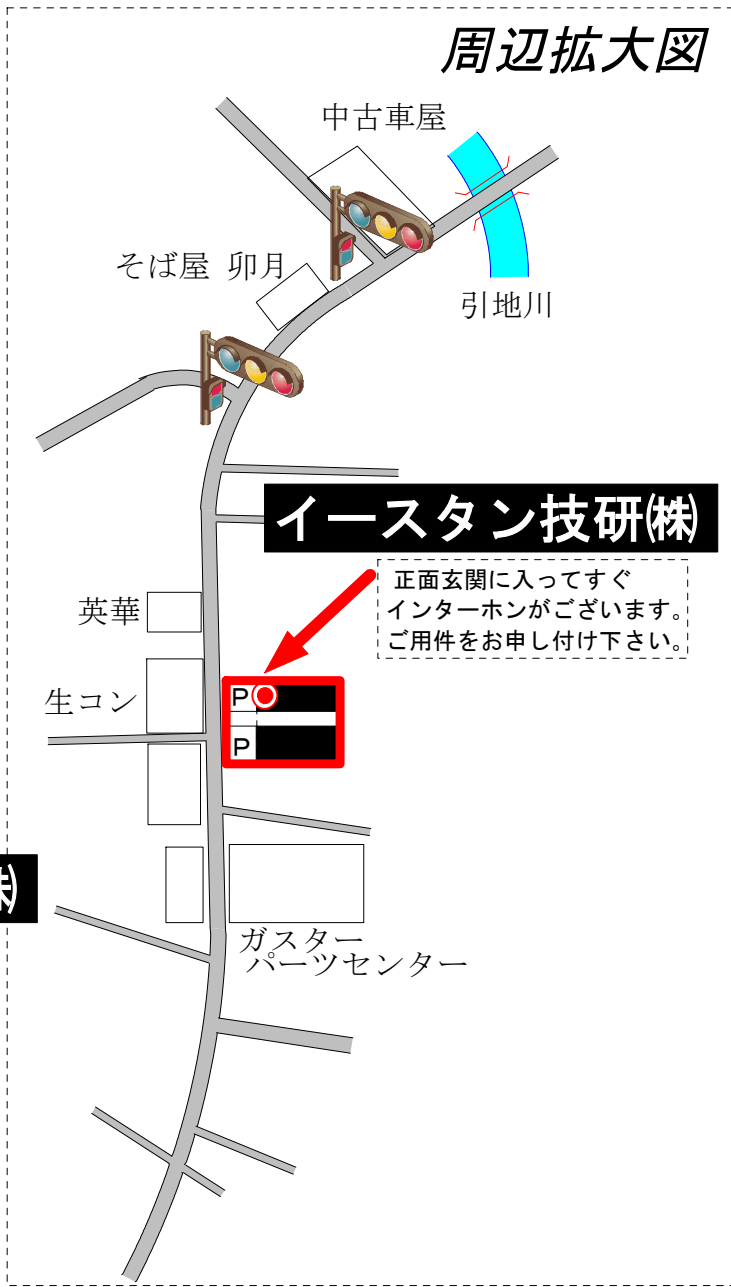 周辺拡大図
中古車屋
そば屋 卯月
引地川
イースタン技研㈱
正面玄関に入ってすぐ
インターホンがございます。
ご用件をお申し付け下さい。
英華
生コン
P
P
㈱
ガスター
パーツセンター